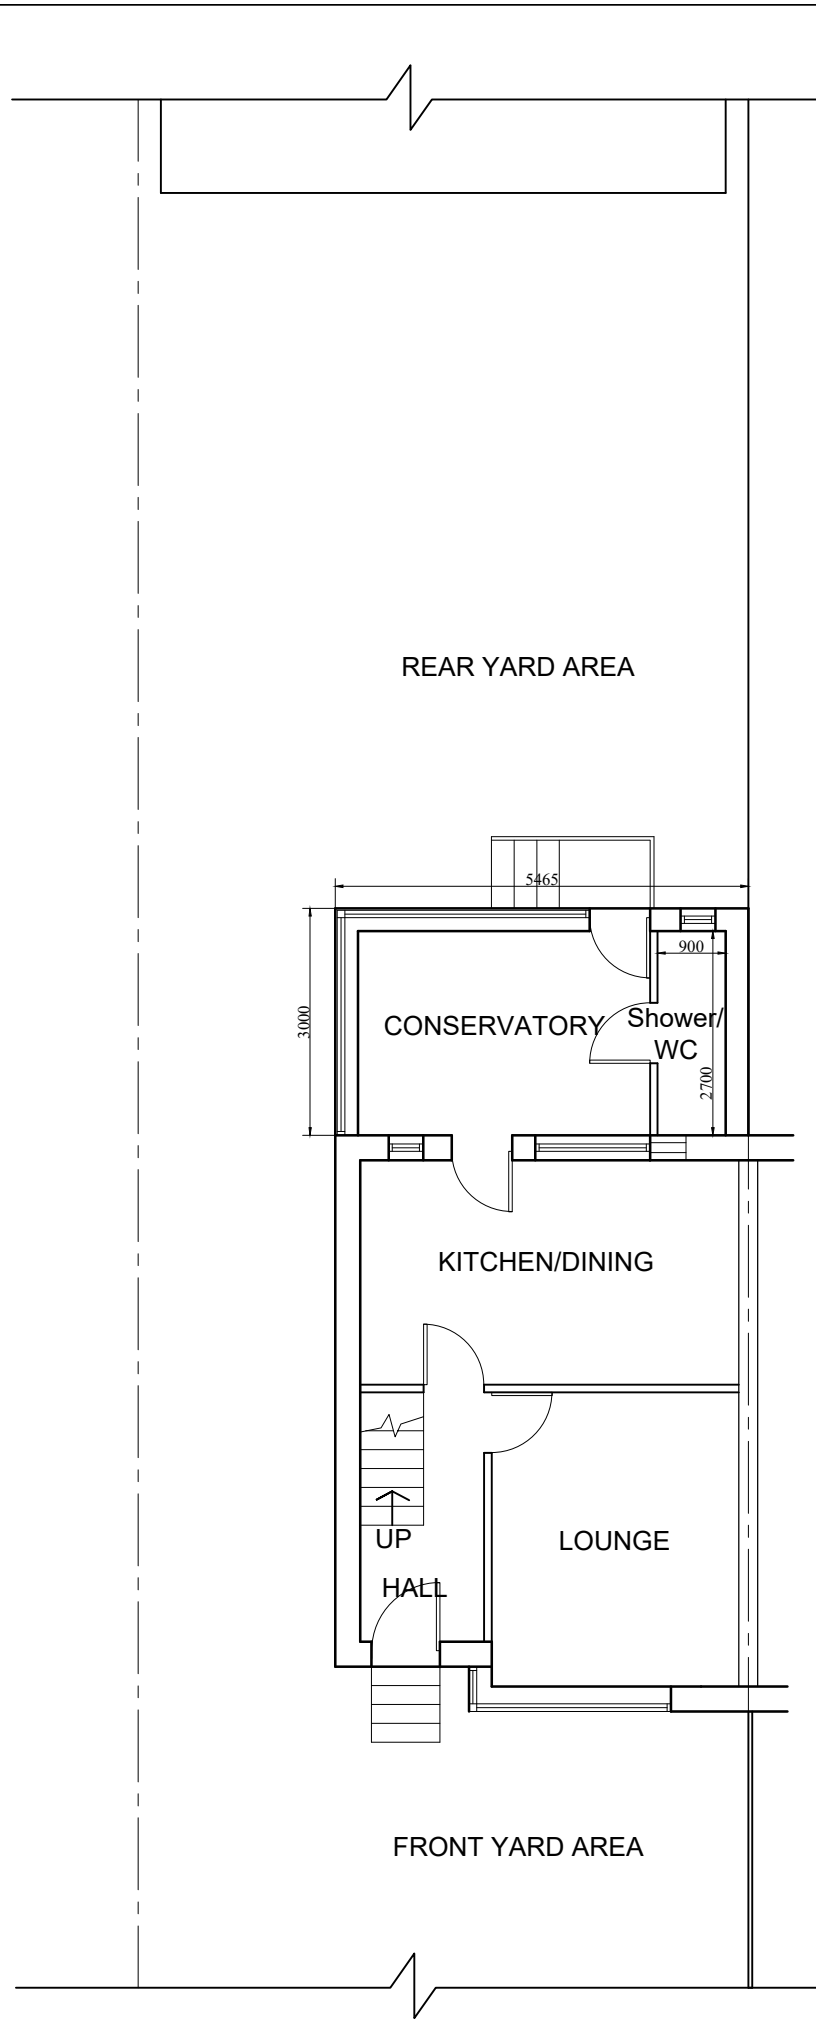 REAR YARD AREA
5465
900
3000
CONSERVATORY
Shower/
WC
2700
KITCHEN/DINING
UP
LOUNGE
HALL
FRONT YARD AREA